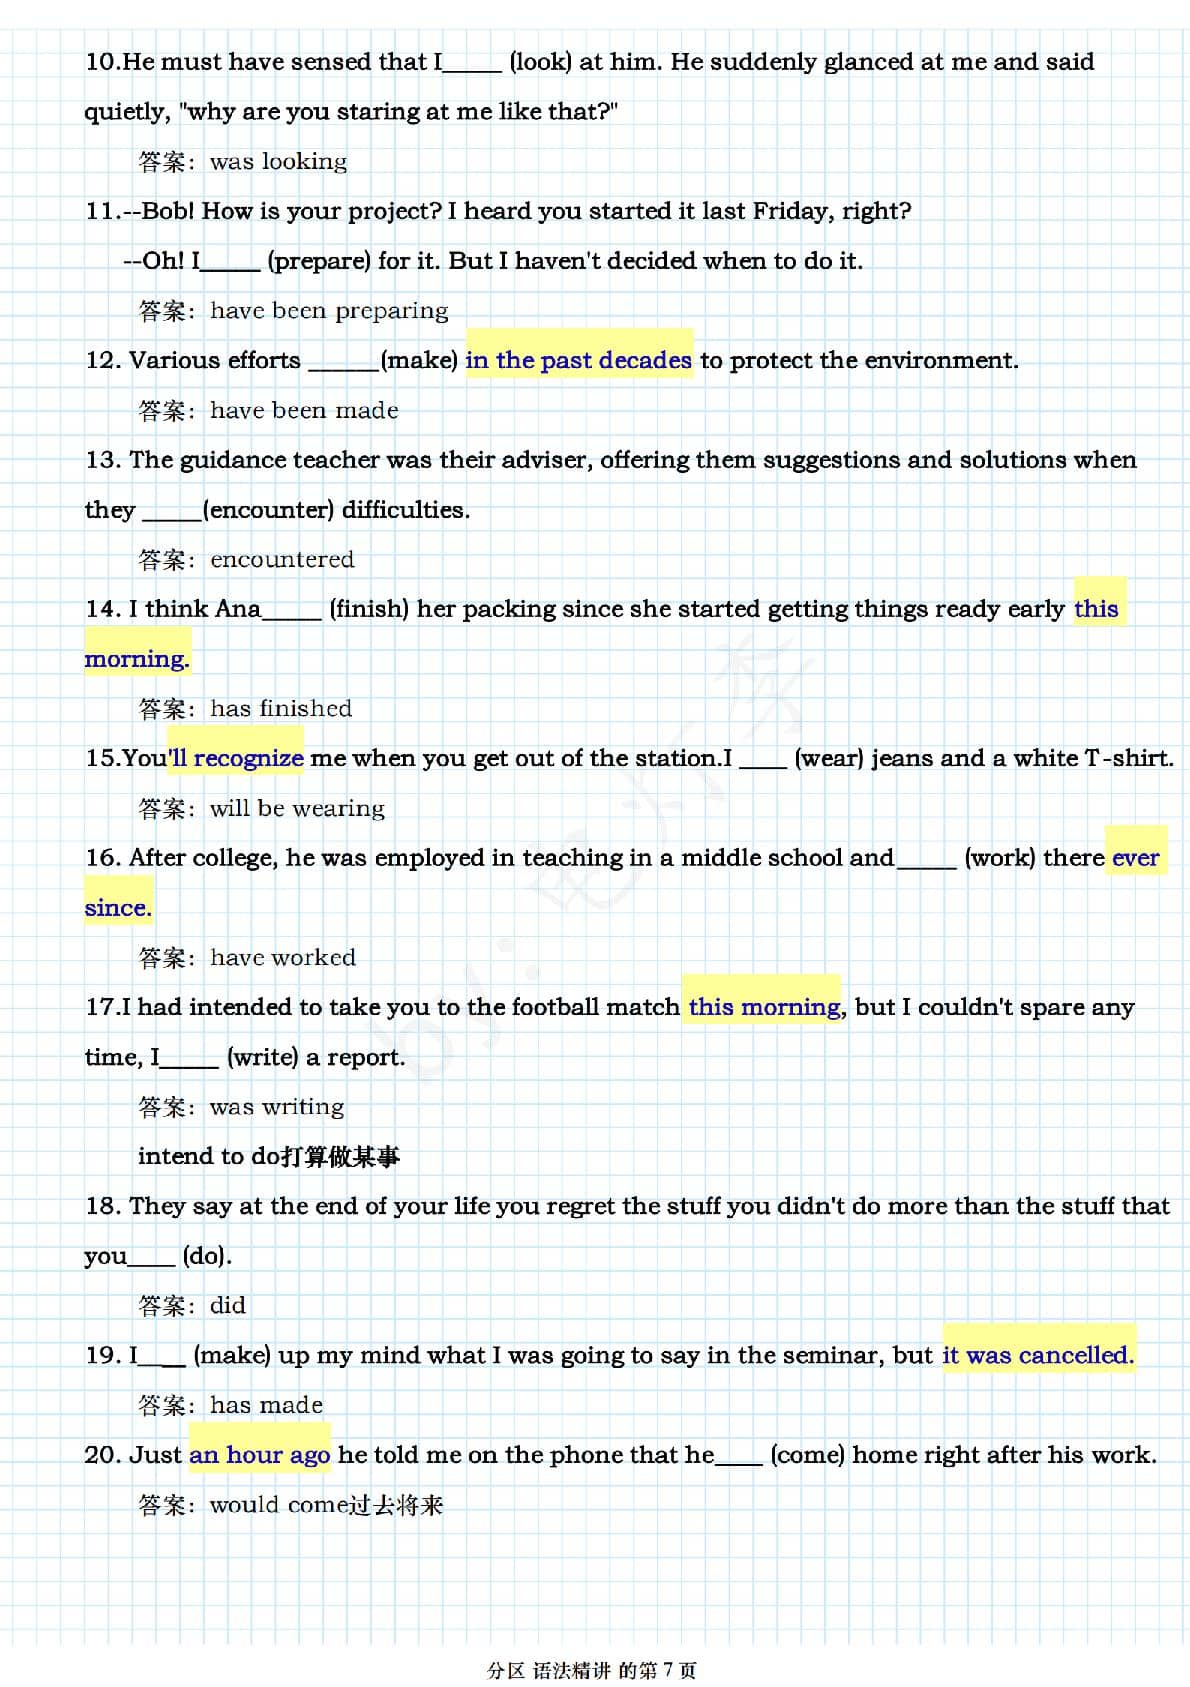 10.He must have sensed that I_____ (look) at him. He suddenly glanced at me and said
quietly, "why are you staring at me like that?"
答案：was looking
11.--Bob! How is your project? I heard you started it last Friday, right?
--Oh! I_____ (prepare) for it. But I haven't decided when to do it.
答案：have been preparing
12. Various efforts ______(make) in the past decades to protect the environment.
答案：have been made
13. The guidance teacher was their adviser, offering them suggestions and solutions when
they _____(encounter) difficulties.
答案：encountered
14. I think Ana_____ (finish) her packing since she started getting things ready early this
morning.
答案：has finished
15.You'll recognize me when you get out of the station.I ____ (wear) jeans and a white T-shirt.
答案：will be wearing
16. After college, he was employed in teaching in a middle school and_____ (work) there ever
since.
答案：have worked
17.I had intended to take you to the football match this morning, but I couldn't spare any
time, I_____ (write) a report.
答案：was writing
intend to do打算做某事
18. They say at the end of your life you regret the stuff you didn't do more than the stuff that
you____ (do).
答案：did
19. I____ (make) up my mind what I was going to say in the seminar, but it was cancelled.
答案：has made
20. Just an hour ago he told me on the phone that he____ (come) home right after his work.
答案：would come过去将来
分区 语法精讲 的第 7 页